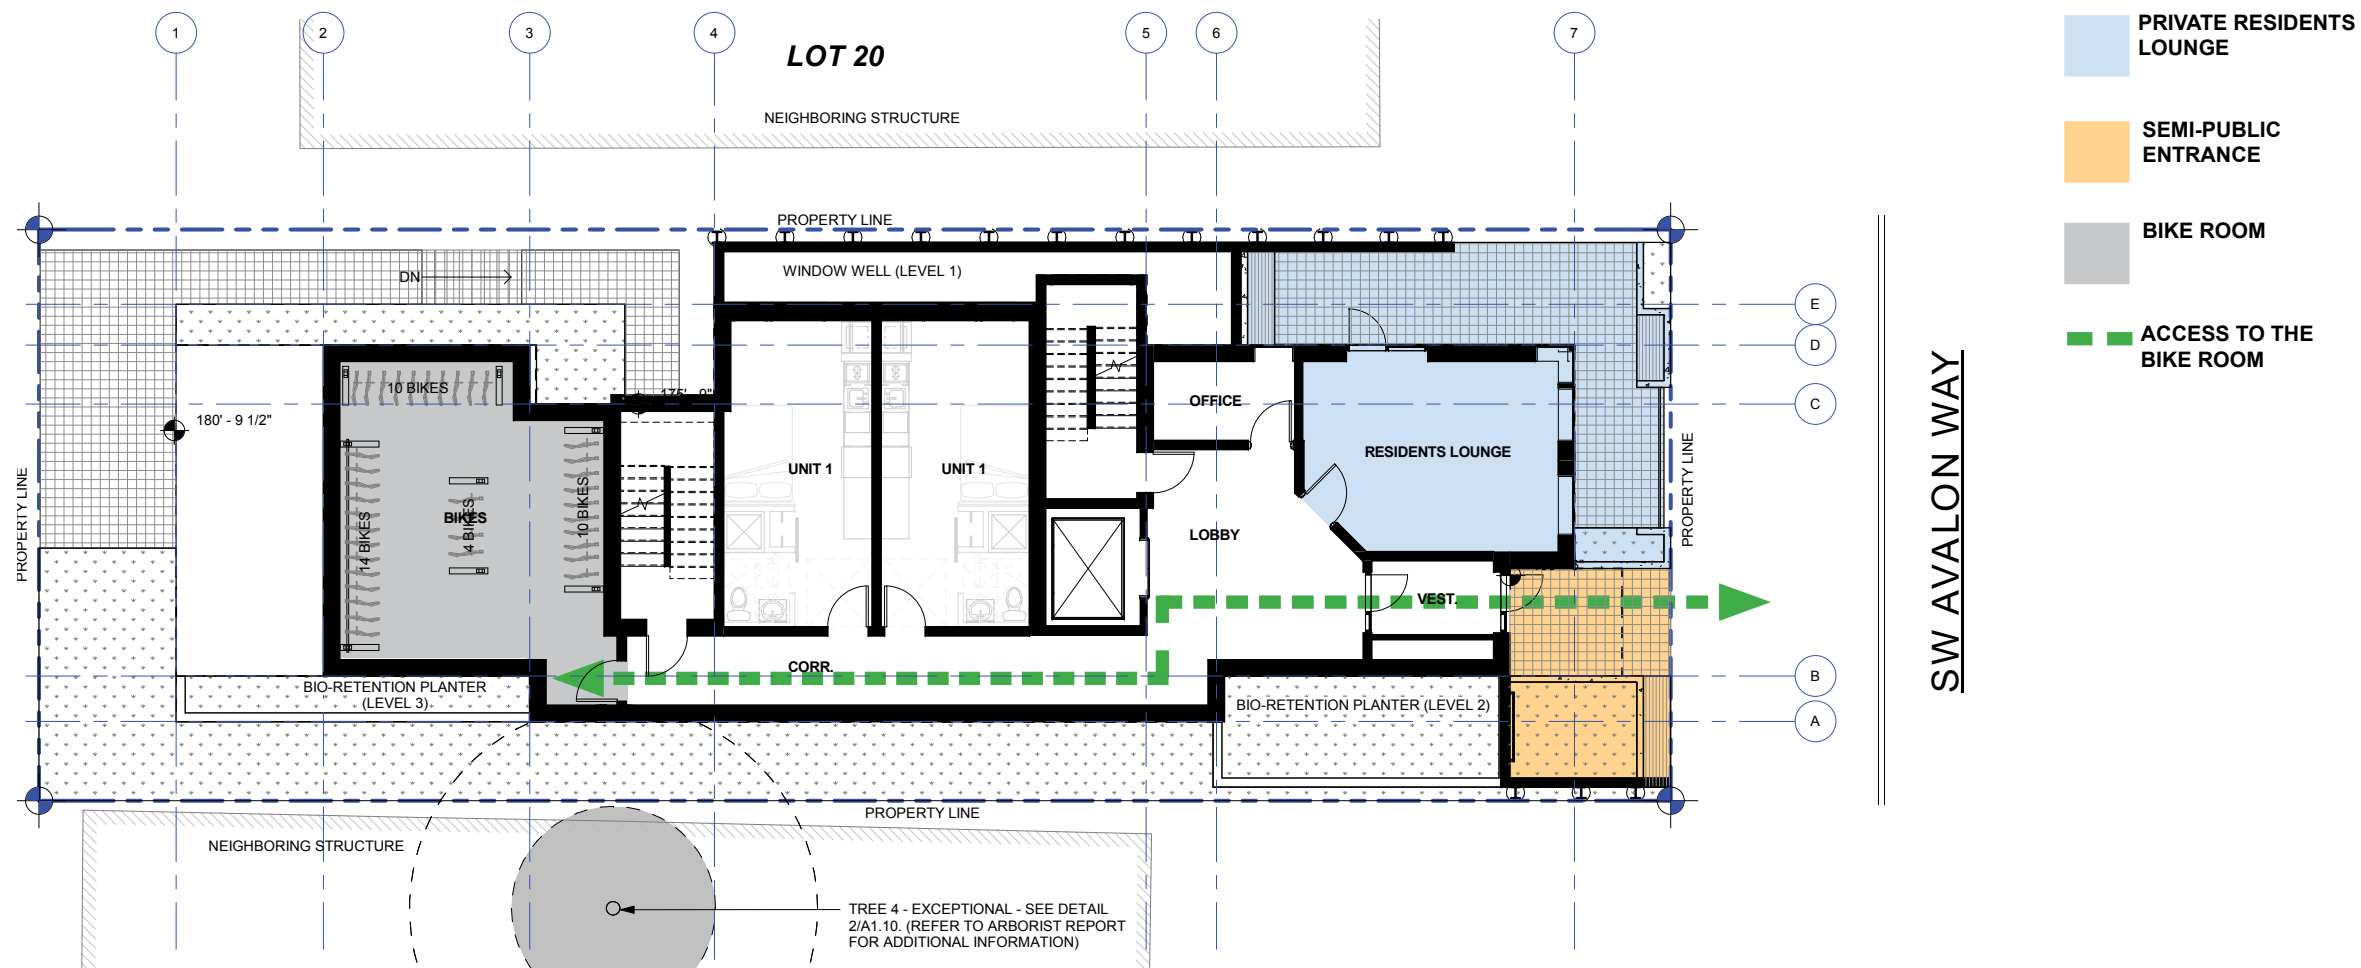 1
2
3
4
5
6
7
LOT 20
NEIGHBORING STRUCTURE
PRIVATE RESIDENTS
LOUNGE
SEMI-PUBLIC
ENTRANCE
BIKE ROOM
ACCESS TO THE
BIKE ROOM
PROPERTY LINE
WINDOW WELL (LEVEL 1)
DN
E
D
C
B
A
10 BIKES
175' - 9"
180' - 9 1/2"
OFFICE
RESIDENTS LOUNGE
UNIT 1
UNIT 1
BIKES
14 BIKES
4 BIKES
10 BIKES
LOBBY
VEST.
CORR.
PROPERTY LINE
PROPERTY LINE
SW AVALON WAY
BIO-RETENTION PLANTER
(LEVEL 3)
BIO-RETENTION PLANTER (LEVEL 2)
PROPERTY LINE
NEIGHBORING STRUCTURE
TREE 4 - EXCEPTIONAL - SEE DETAIL
2/A1.10. (REFER TO ARBORIST REPORT
FOR ADDITIONAL INFORMATION)